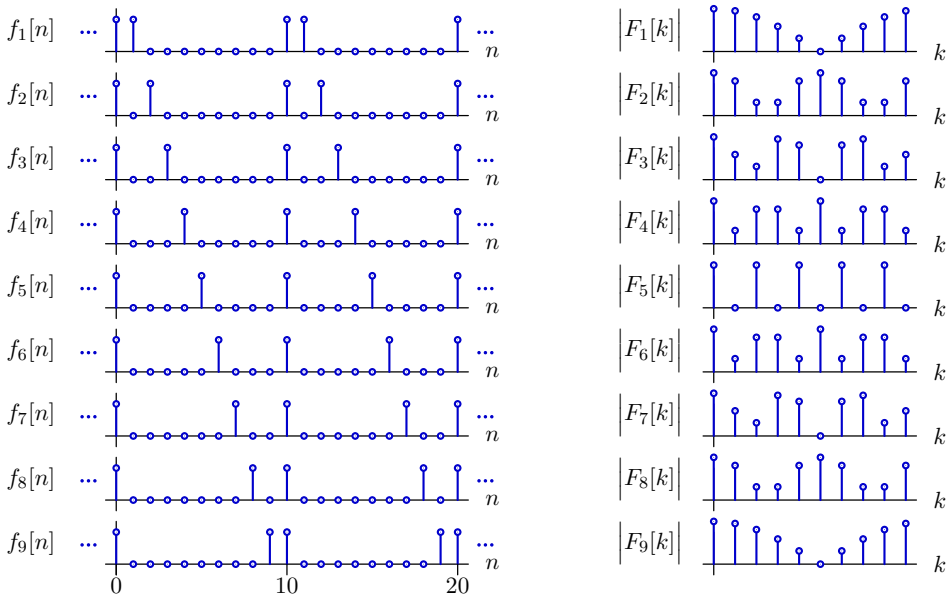 f₁[n] ... ... n |F₁[k]| k
f₂[n] ... ... n |F₂[k]| k
f₃[n] ... ... n |F₃[k]| k
f₄[n] ... ... n |F₄[k]| k
f₅[n] ... ... n |F₅[k]| k
f₆[n] ... ... n |F₆[k]| k
f₇[n] ... ... n |F₇[k]| k
f₈[n] ... ... n |F₈[k]| k
f₉[n] ... ... n |F₉[k]| k
0 10 20